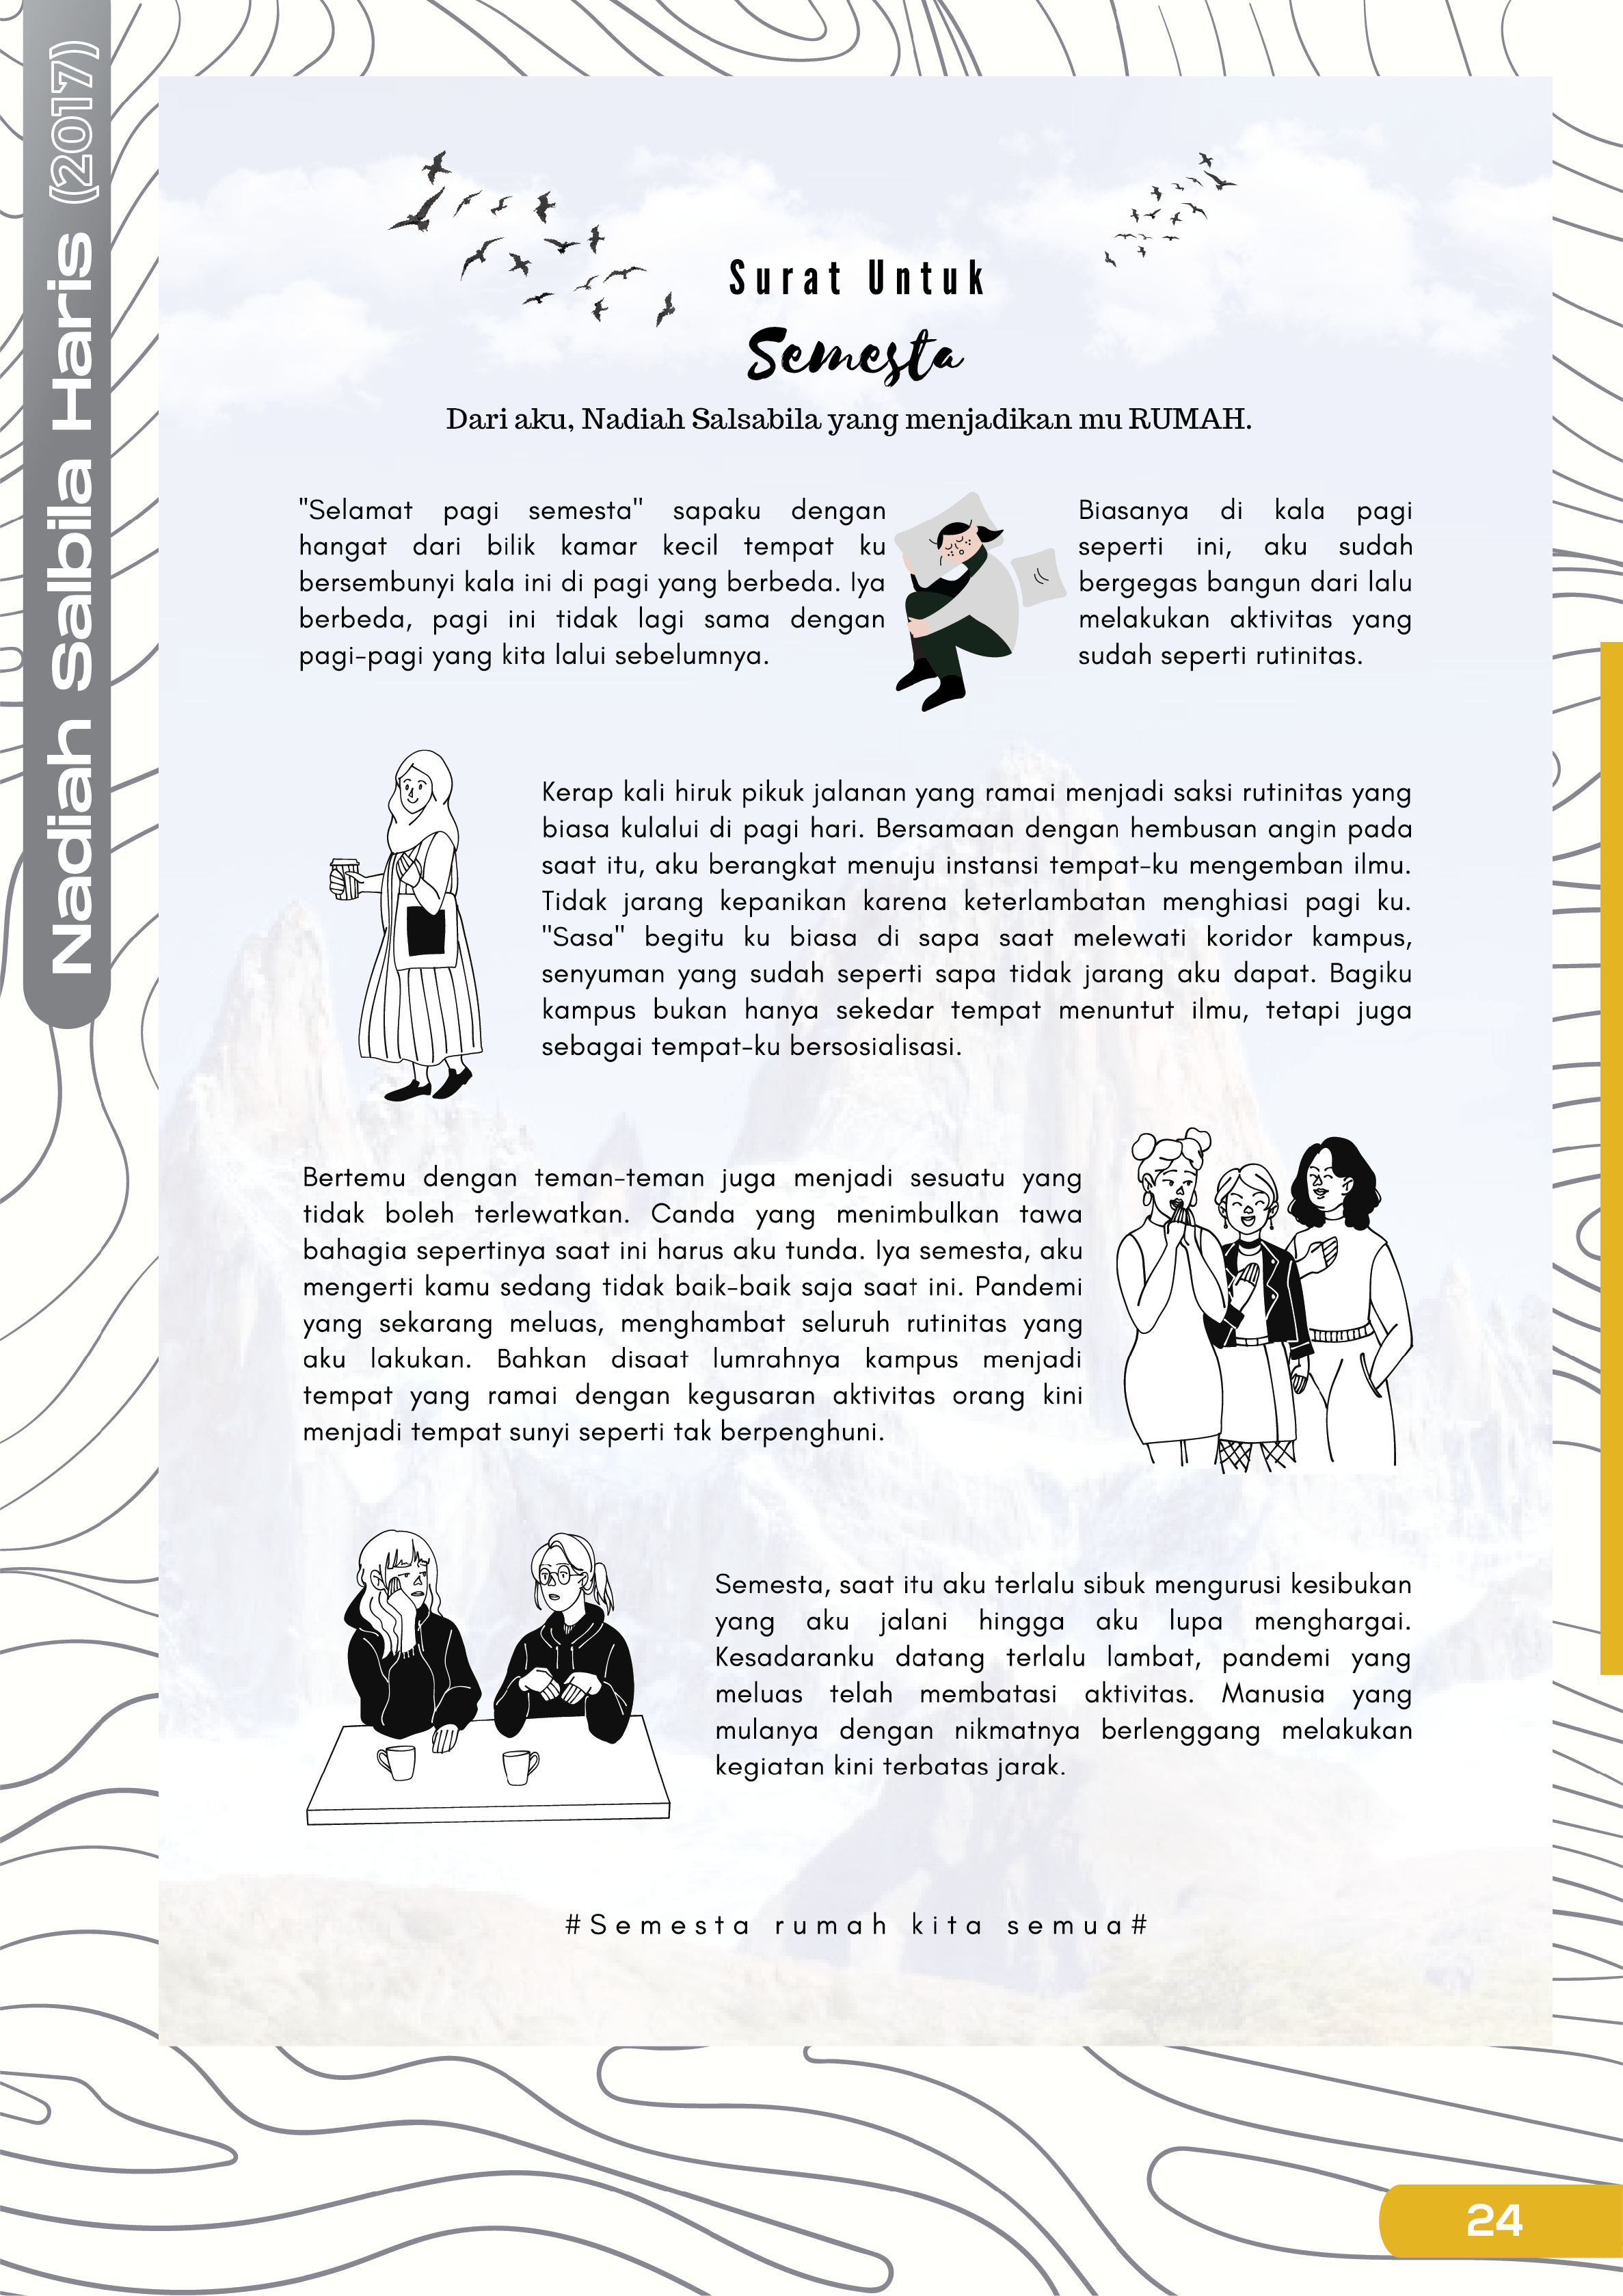 Nadiah Salbila Haris (2017)
Surat Untuk
Semesta
Dari aku, Nadiah Salsabila yang menjadikan mu RUMAH.
"Selamat pagi semesta" sapaku dengan
hangat dari bilik kamar kecil tempat ku
bersembunyi kala ini di pagi yang berbeda. Iya
berbeda, pagi ini tidak lagi sama dengan
pagi-pagi yang kita lalui sebelumnya.
Biasanya di kala pagi
seperti ini, aku sudah
bergegas bangun dari lalu
melakukan aktivitas yang
sudah seperti rutinitas.
Kerap kali hiruk pikuk jalanan yang ramai menjadi saksi rutinitas yang
biasa kulalui di pagi hari. Bersamaan dengan hembusan angin pada
saat itu, aku berangkat menuju instansi tempat-ku mengemban ilmu.
Tidak jarang kepanikan karena keterlambatan menghiasi pagi ku.
"Sasa" begitu ku biasa di sapa saat melewati koridor kampus,
senyuman yang sudah seperti sapa tidak jarang aku dapat. Bagiku
kampus bukan hanya sekedar tempat menuntut ilmu, tetapi juga
sebagai tempat-ku bersosialisasi.
Bertemu dengan teman-teman juga menjadi sesuatu yang
tidak boleh terlewatkan. Canda yang menimbulkan tawa
bahagia sepertinya saat ini harus aku tunda. Iya semesta, aku
mengerti kamu sedang tidak baik-baik saja saat ini. Pandemi
yang sekarang meluas, menghambat seluruh rutinitas yang
aku lakukan. Bahkan disaat lumrahnya kampus menjadi
tempat yang ramai dengan kegusaran aktivitas orang kini
menjadi tempat sunyi seperti tak berpenghuni.
Semesta, saat itu aku terlalu sibuk mengurusi kesibukan
yang aku jalani hingga aku lupa menghargai.
Kesadaranku datang terlalu lambat, pandemi yang
meluas telah membatasi aktivitas. Manusia yang
mulanya dengan nikmatnya berlenggang melakukan
kegiatan kini terbatas jarak.
#Semesta rumah kita semua#
24